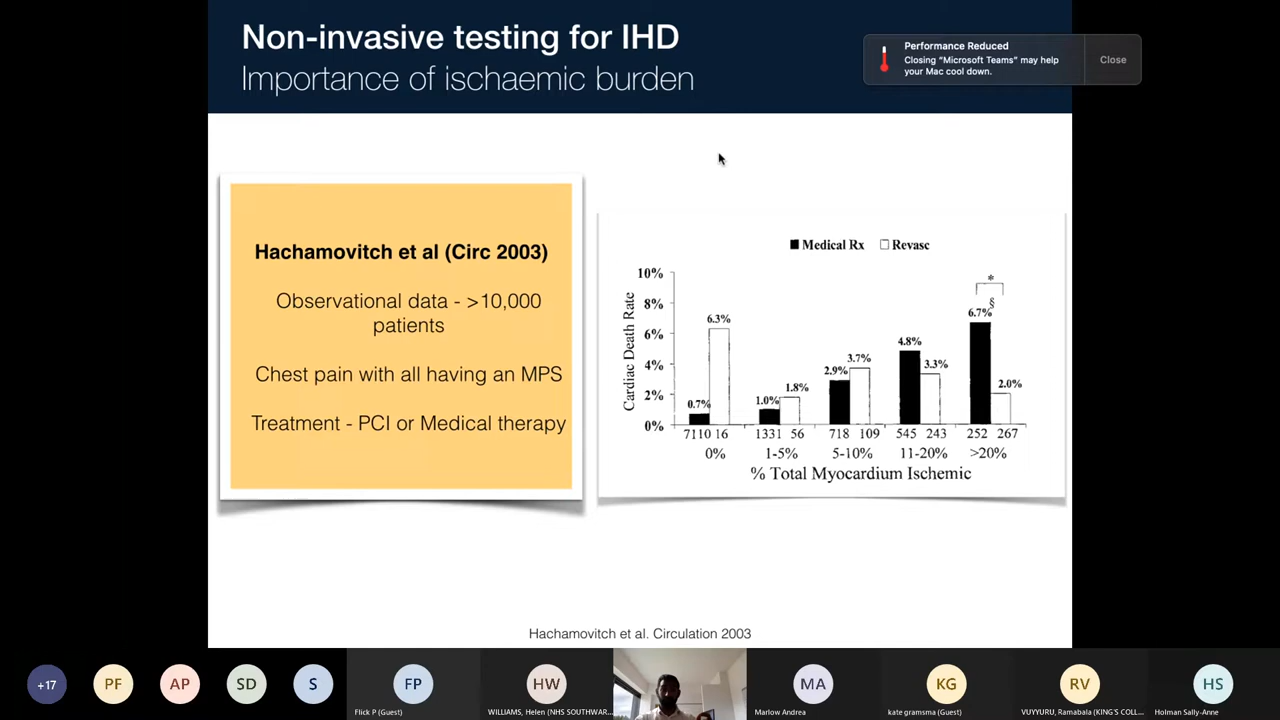 Non-invasive testing for IHD
Importance of ischaemic burden
Performance Reduced
Closing “Microsoft Teams” may help
your Mac cool down.
Close
Hachamovitch et al (Circ 2003)
Observational data - >10,000
patients
Chest pain with all having an MPS
Treatment - PCI or Medical therapy
Medical Rx Revasc
Cardiac Death Rate
10%
8%
6%
4%
2%
0%
0.7% 6.3% 1.0% 1.8% 2.9% 3.7% 4.8% 3.3% 6.7% 2.0%
*
§
7110 16 1331 56 718 109 545 243 252 267
0% 1-5% 5-10% 11-20% >20%
% Total Myocardium Ischemic
Hachamovitch et al. Circulation 2003
+17 PF AP SD S FP HW MA KG RV HS
Flick P (Guest)
WILLIAMS, Helen (NHS SOUTHWAR...
Marlow Andrea
kate gramsma (Guest)
VUYYURU, Ramabala (KING'S COLL...
Holman Sally-Anne